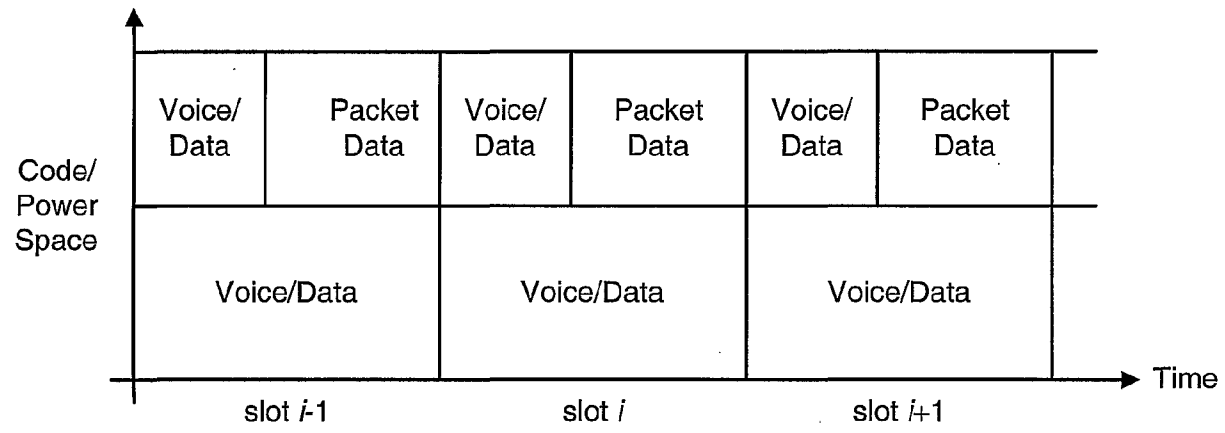 Voice/
Data
Packet
Data
Voice/
Data
Packet
Data
Voice/
Data
Packet
Data
Code/
Power
Space
Voice/Data
Voice/Data
Voice/Data
Time
slot i-1
slot i
slot i+1